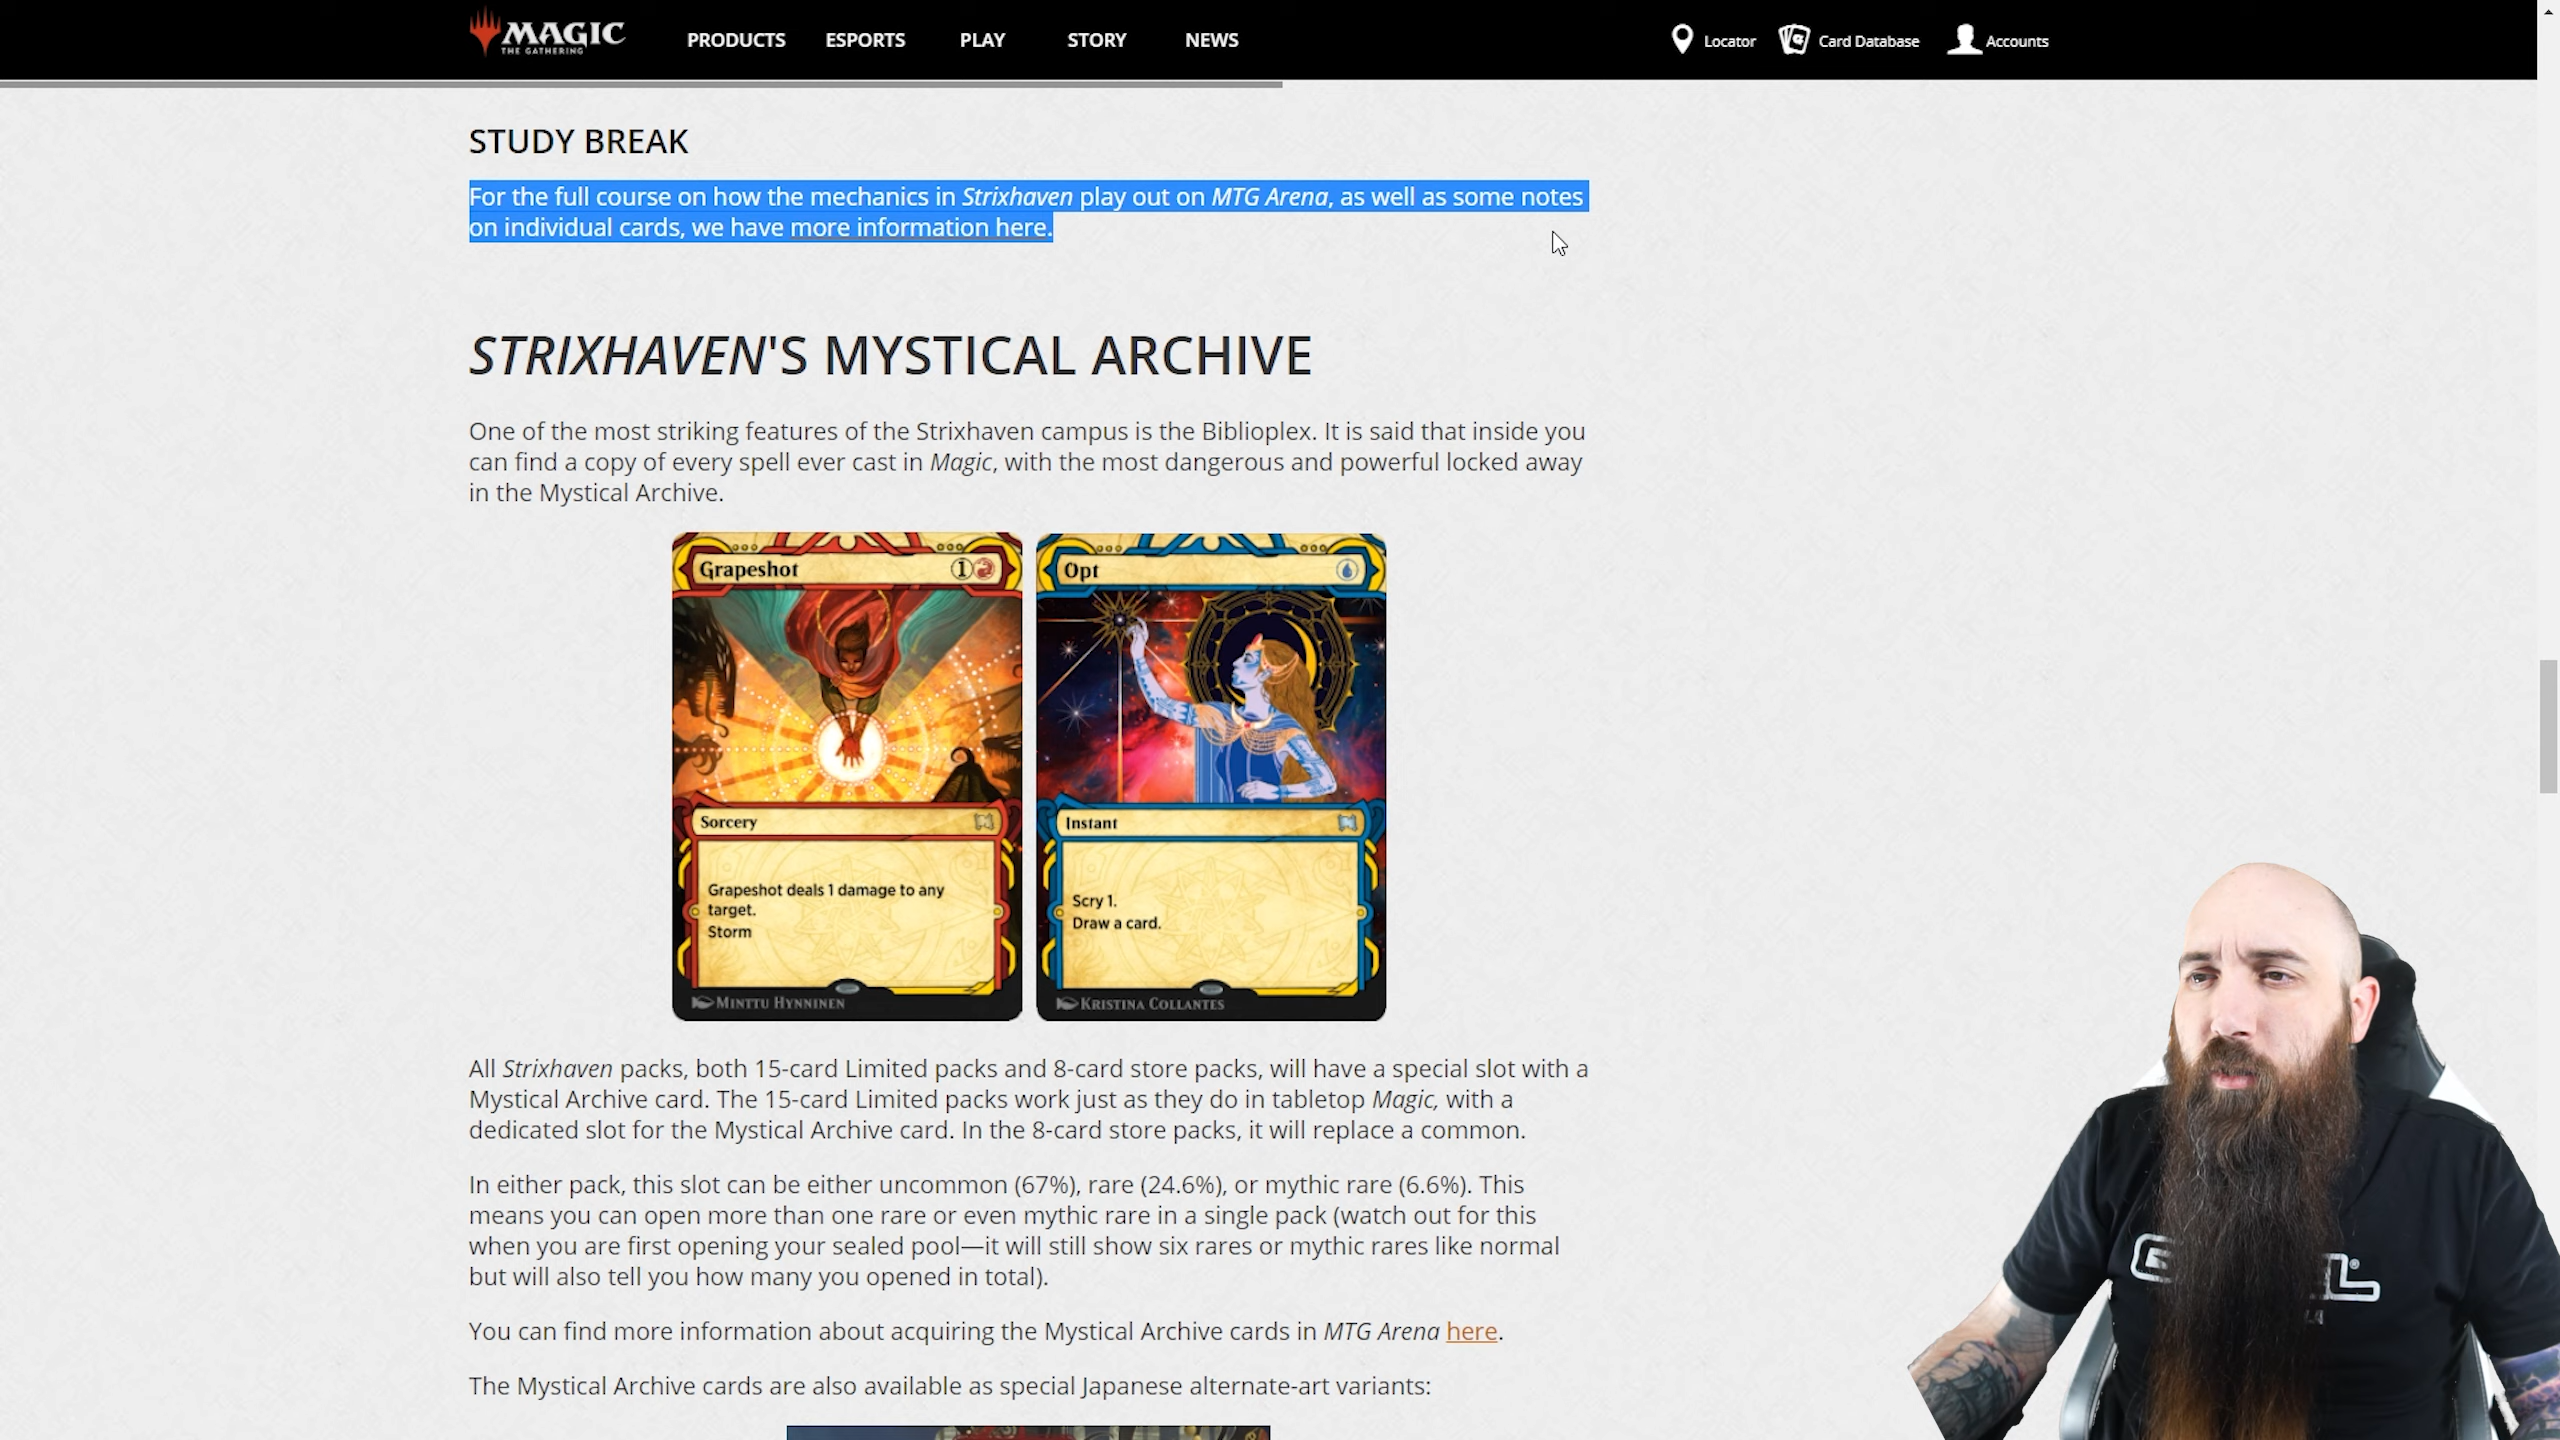 MAGIC
THE GATHERING
PRODUCTS
ESPORTS
PLAY
STORY
NEWS
Locator
Card Database
Accounts
STUDY BREAK
For the full course on how the mechanics in Strixhaven play out on MTG Arena, as well as some notes
on individual cards, we have more information here.
STRIXHAVEN'S MYSTICAL ARCHIVE
One of the most striking features of the Strixhaven campus is the Biblioplex. It is said that inside you
can find a copy of every spell ever cast in Magic, with the most dangerous and powerful locked away
in the Mystical Archive.
Grapeshot
1
Sorcery
Grapeshot deals 1 damage to any
target.
Storm
MINTTU HYNNINEN
Opt
Instant
Scry 1.
Draw a card.
KRISTINA COLLANTES
All Strixhaven packs, both 15-card Limited packs and 8-card store packs, will have a special slot with a
Mystical Archive card. The 15-card Limited packs work just as they do in tabletop Magic, with a
dedicated slot for the Mystical Archive card. In the 8-card store packs, it will replace a common.
In either pack, this slot can be either uncommon (67%), rare (24.6%), or mythic rare (6.6%). This
means you can open more than one rare or even mythic rare in a single pack (watch out for this
when you are first opening your sealed pool—it will still show six rares or mythic rares like normal
but will also tell you how many you opened in total).
You can find more information about acquiring the Mystical Archive cards in MTG Arena here.
The Mystical Archive cards are also available as special Japanese alternate-art variants: